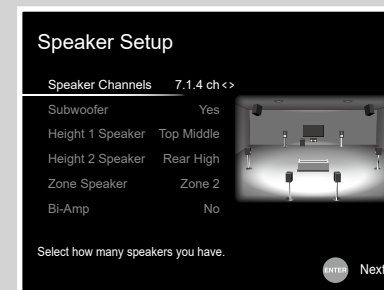 Speaker Setup
Speaker Channels 7.1.4 ch <>
Subwoofer Yes
Height 1 Speaker Top Middle
Height 2 Speaker Rear High
Zone Speaker Zone 2
Bi-Amp No
Select how many speakers you have.
ENTER Next